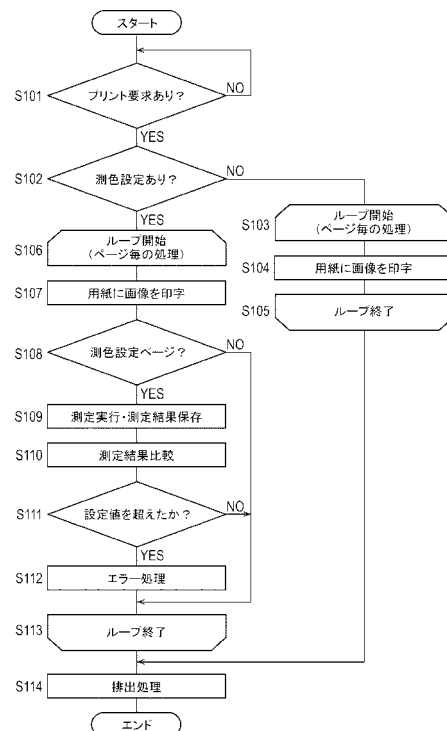 スタート
S101
プリント要求あり?
NO
YES
S102
測色設定あり?
NO
YES
S103
ループ開始
(ページ毎の処理)
S104
用紙に画像を印字
S105
ループ終了
S106
ループ開始
(ページ毎の処理)
S107
用紙に画像を印字
S108
測色設定ページ?
NO
YES
S109
測定実行・測定結果保存
S110
測定結果比較
S111
設定値を超えたか?
NO
YES
S112
エラー処理
S113
ループ終了
S114
排出処理
エンド